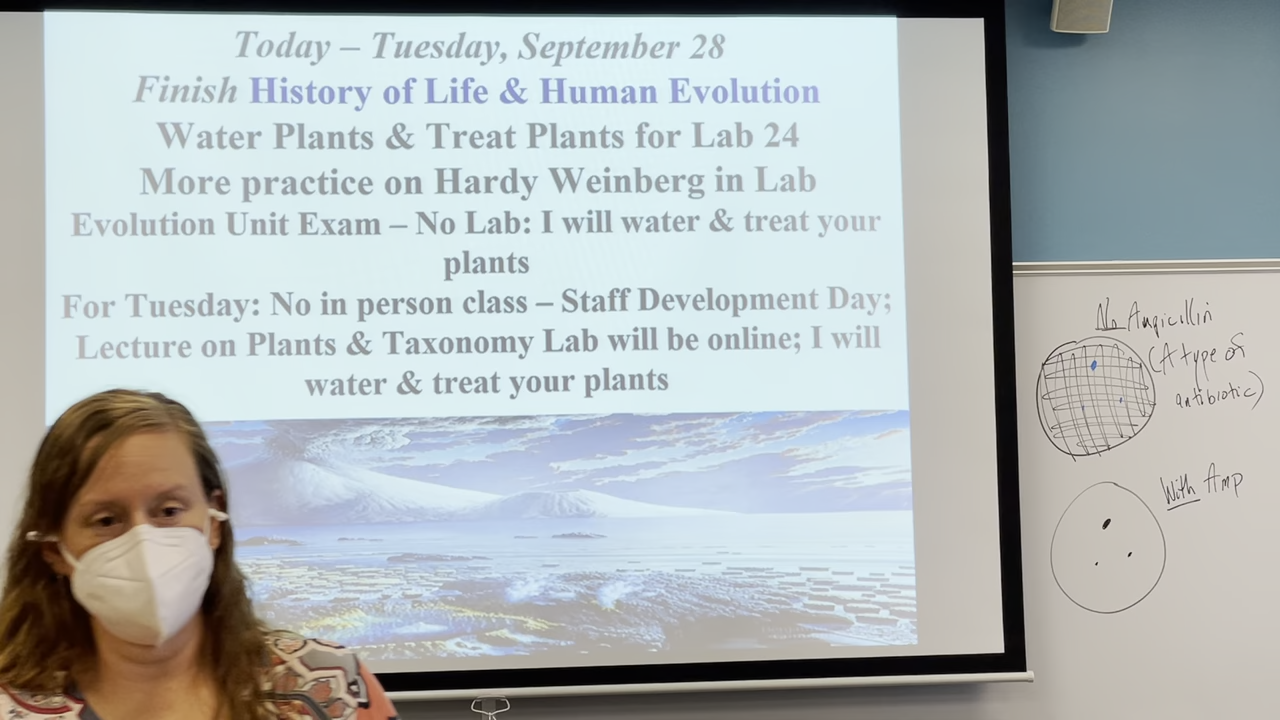 Today – Tuesday, September 28
Finish History of Life & Human Evolution
Water Plants & Treat Plants for Lab 24
More practice on Hardy Weinberg in Lab
Evolution Unit Exam – No Lab: I will water & treat your
plants
For Tuesday: No in person class – Staff Development Day;
Lecture on Plants & Taxonomy Lab will be online; I will
water & treat your plants
No Ampicillin
(A type of
antibiotic)
With Amp